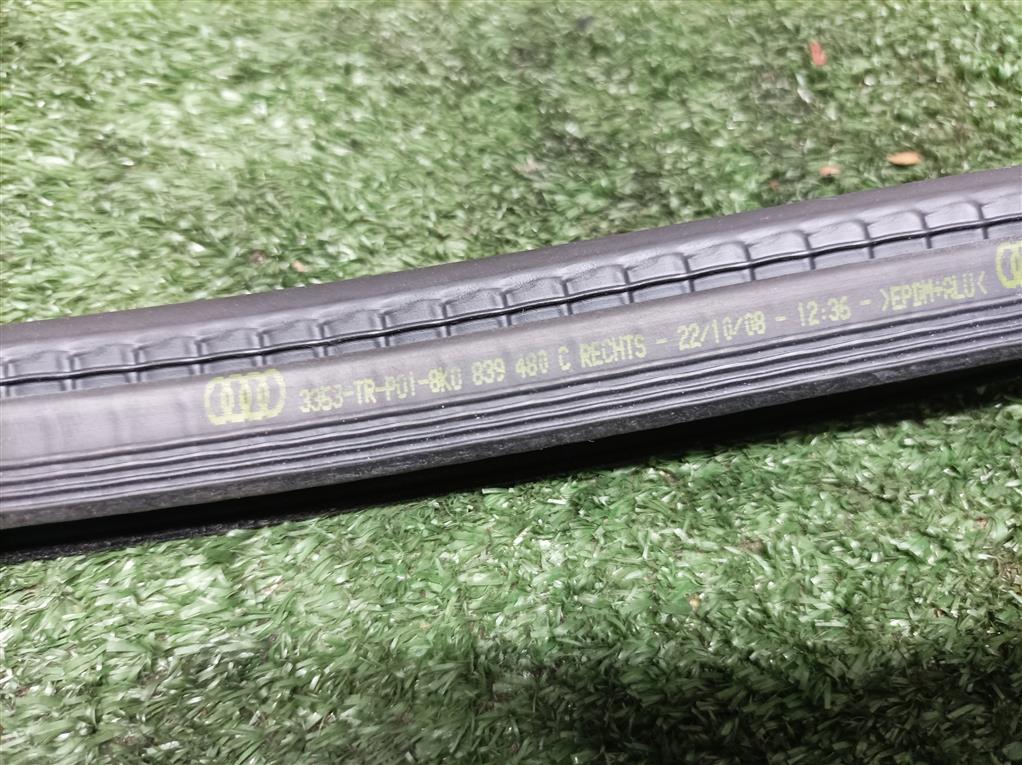 3353-TR-P01-8K0 839 480 C RECHTS - 22/10/08 - 12:36 - >EPDM+ALU<